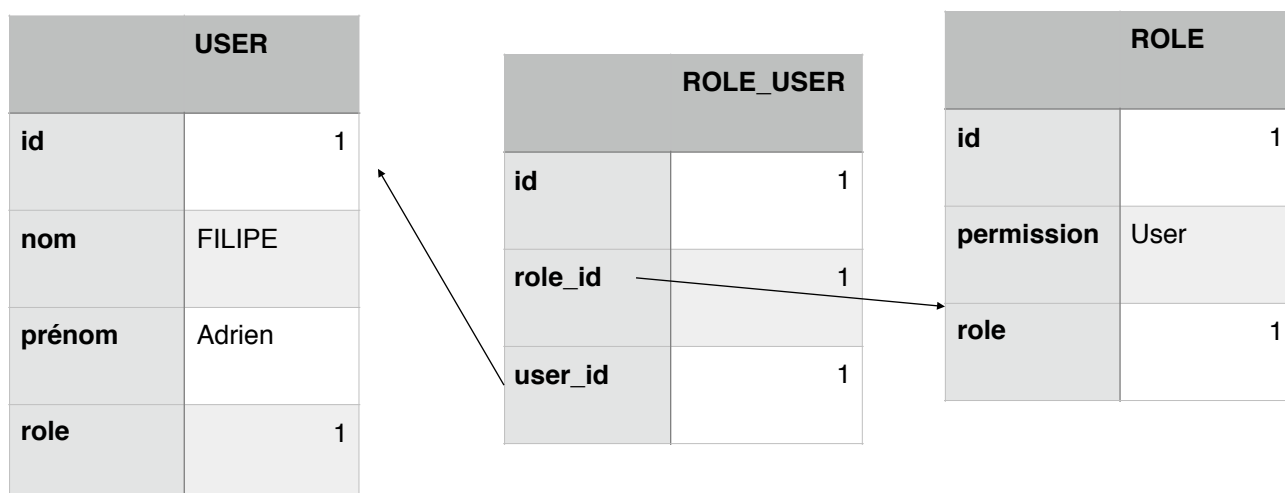 USER
id 1
nom FILIPE
prénom Adrien
role 1
ROLE_USER
id 1
role_id 1
user_id 1
ROLE
id 1
permission User
role 1